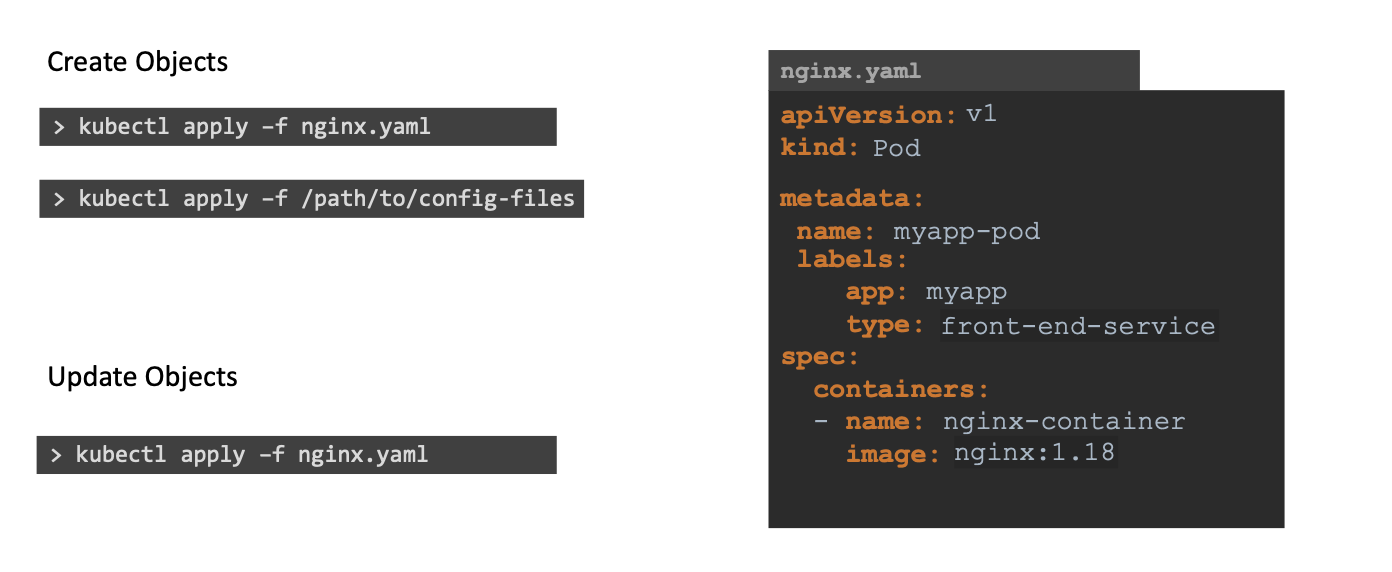 Create Objects
> kubectl apply –f nginx.yaml
> kubectl apply –f /path/to/config-files
Update Objects
> kubectl apply –f nginx.yaml
nginx.yaml
apiVersion: v1
kind: Pod
metadata:
name: myapp-pod
labels:
app: myapp
type: front-end-service
spec:
containers:
- name: nginx-container
image: nginx:1.18